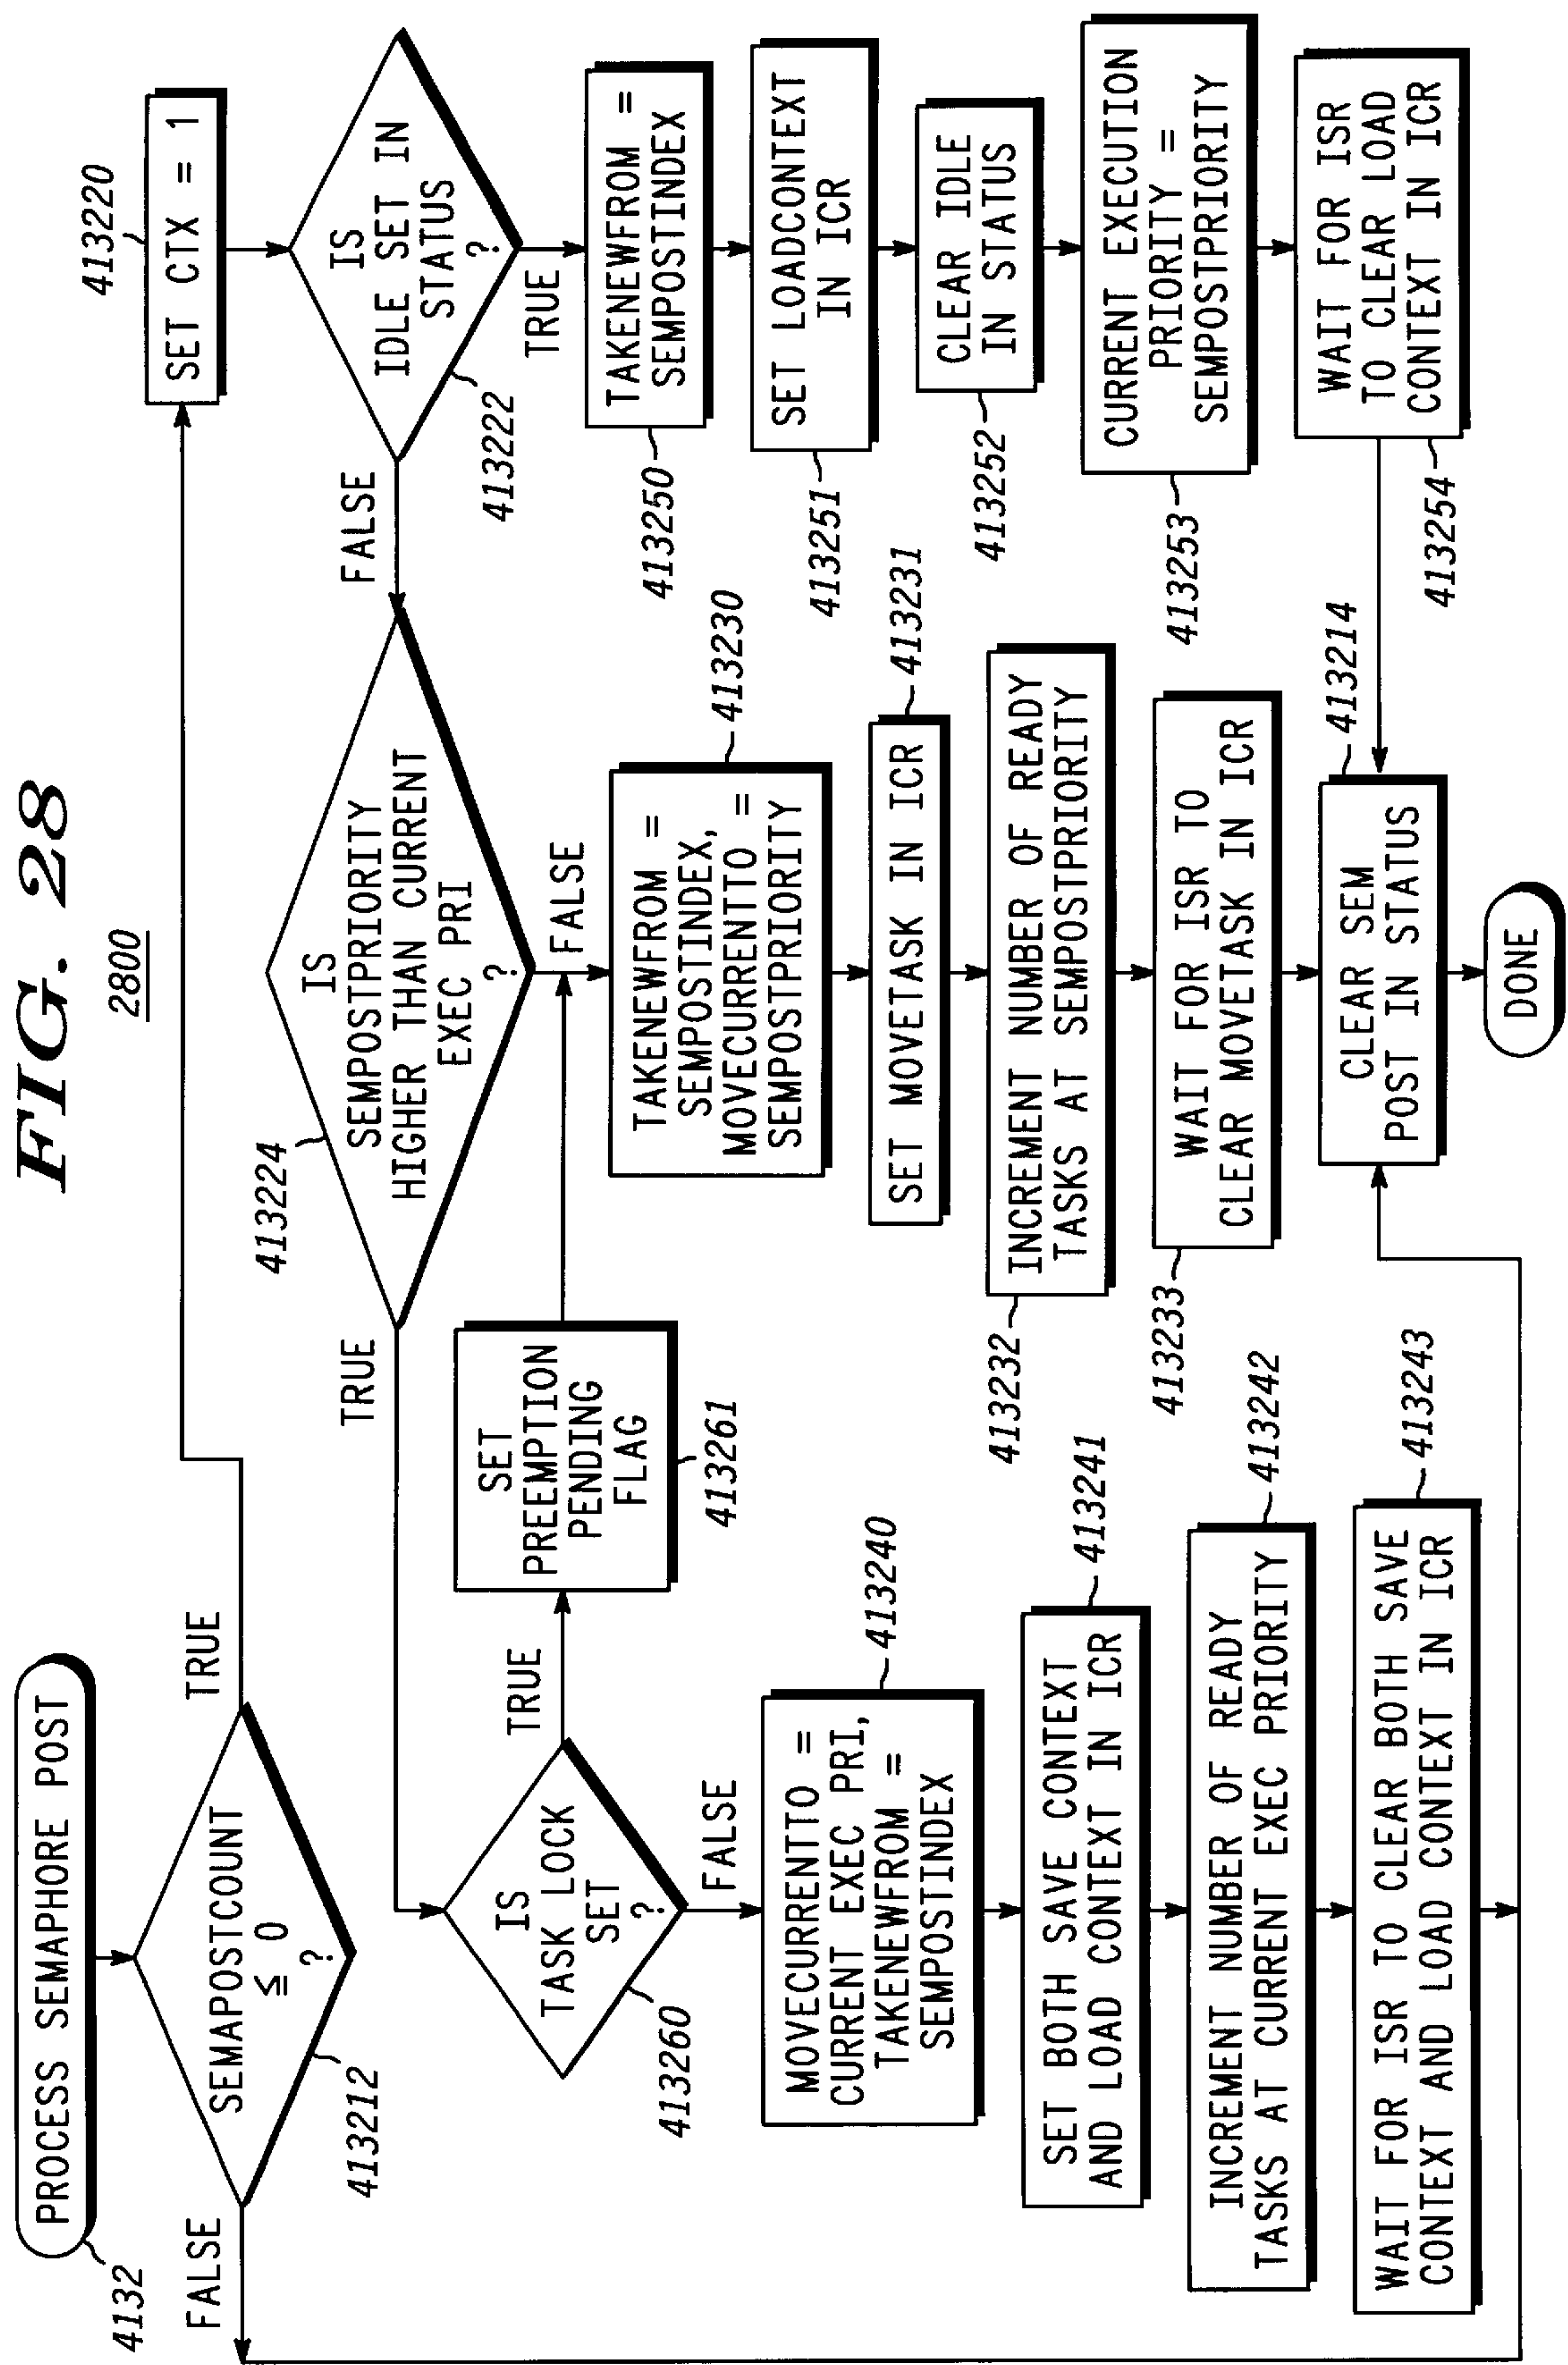 FIG. 28
2800
PROCESS SEMAPHORE POST
4132
SEMAPOSTCOUNT
≦ 0
?
413212
FALSE
TRUE
413220
SET CTX = 1
IS
IDLE SET IN
STATUS
?
413222
FALSE
TRUE
TAKENEWFROM =
SEMPOSTINDEX
413250
SET LOADCONTEXT
IN ICR
413251
CLEAR IDLE
IN STATUS
413252
CURRENT EXECUTION
PRIORITY =
SEMPOSTPRIORITY
413253
WAIT FOR ISR
TO CLEAR LOAD
CONTEXT IN ICR
413254
413224
IS
SEMPOSTPRIORITY
HIGHER THAN CURRENT
EXEC PRI
?
TRUE
FALSE
TAKENEWFROM =
SEMPOSTINDEX,
MOVECURRENTTO =
SEMPOSTPRIORITY
413230
SET MOVETASK IN ICR
413231
INCREMENT NUMBER OF READY
TASKS AT SEMPOSTPRIORITY
413232
WAIT FOR ISR TO
CLEAR MOVETASK IN ICR
413233
CLEAR SEM
POST IN STATUS
413214
DONE
IS
TASK LOCK
SET
?
413260
TRUE
FALSE
SET
PREEMPTION
PENDING
FLAG
413261
MOVECURRENTTO =
CURRENT EXEC PRI,
TAKENEWFROM =
SEMPOSTINDEX
413240
SET BOTH SAVE CONTEXT
AND LOAD CONTEXT IN ICR
413241
INCREMENT NUMBER OF READY
TASKS AT CURRENT EXEC PRIORITY
413242
WAIT FOR ISR TO CLEAR BOTH SAVE
CONTEXT AND LOAD CONTEXT IN ICR
413243